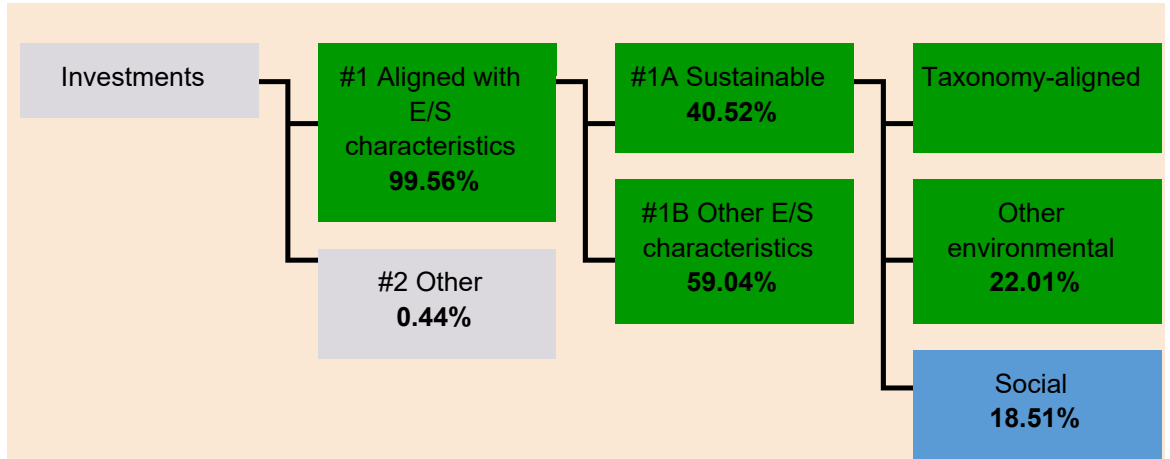 Investments
#1 Aligned with
E/S
characteristics
99.56%
#2 Other
0.44%
#1A Sustainable
40.52%
#1B Other E/S
characteristics
59.04%
Taxonomy-aligned
Other
environmental
22.01%
Social
18.51%